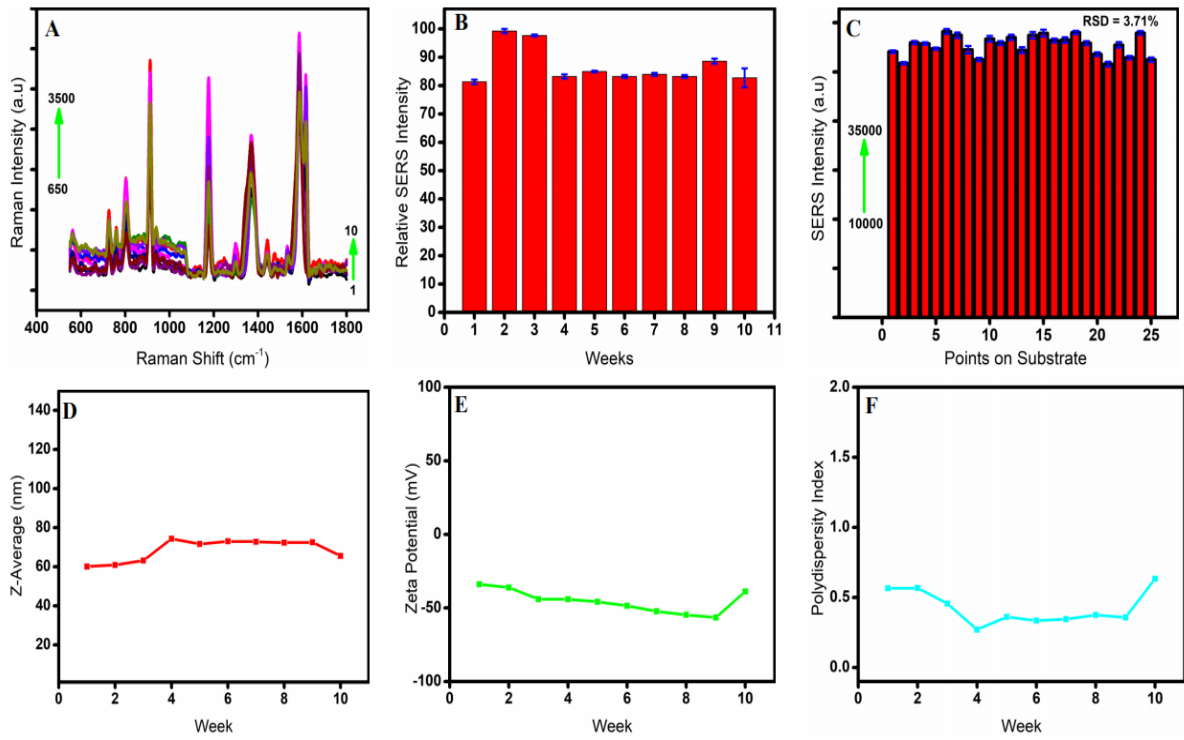 A
Raman Intensity (a.u)
3500
650
10
1
400 600 800 1000 1200 1400 1600 1800
Raman Shift (cm⁻¹)
B
Relative SERS Intensity
100
90
80
70
60
50
40
30
20
10
0
0 1 2 3 4 5 6 7 8 9 10 11
Weeks
C
RSD = 3.71%
SERS Intensity (a.u)
35000
10000
0 5 10 15 20 25
Points on Substrate
D
Z-Average (nm)
140
120
100
80
60
40
20
0 2 4 6 8 10
Week
E
Zeta Potential (mV)
100
50
0
-50
-100
0 2 4 6 8 10
Week
F
Polydispersity Index
2.0
1.5
1.0
0.5
0.0
0 2 4 6 8 10
Week